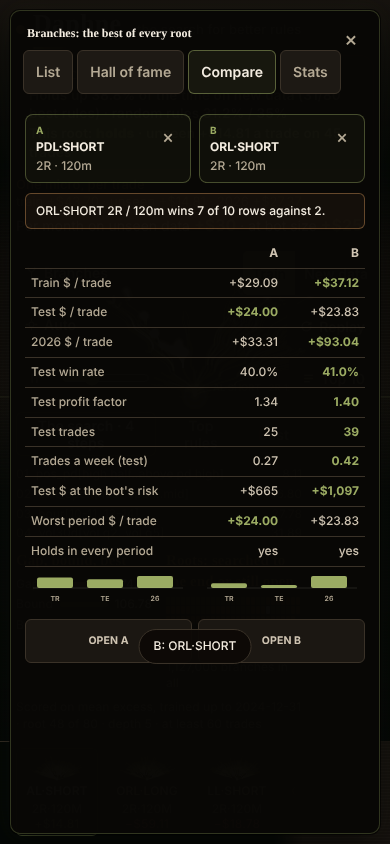 Branches: the best of every root
×
List Hall of fame Compare Stats
A
PDL·SHORT
2R · 120m
×
B
ORL·SHORT
2R · 120m
×
ORL·SHORT 2R / 120m wins 7 of 10 rows against 2.
A B
Train $ / trade +$29.09 +$37.12
Test $ / trade +$24.00 +$23.83
2026 $ / trade +$33.31 +$93.04
Test win rate 40.0% 41.0%
Test profit factor 1.34 1.40
Test trades 25 39
Trades a week (test) 0.27 0.42
Test $ at the bot's risk +$665 +$1,097
Worst period $ / trade +$24.00 +$23.83
Holds in every period yes yes
TR TE 26 TR TE 26
OPEN A OPEN B
B: ORL·SHORT